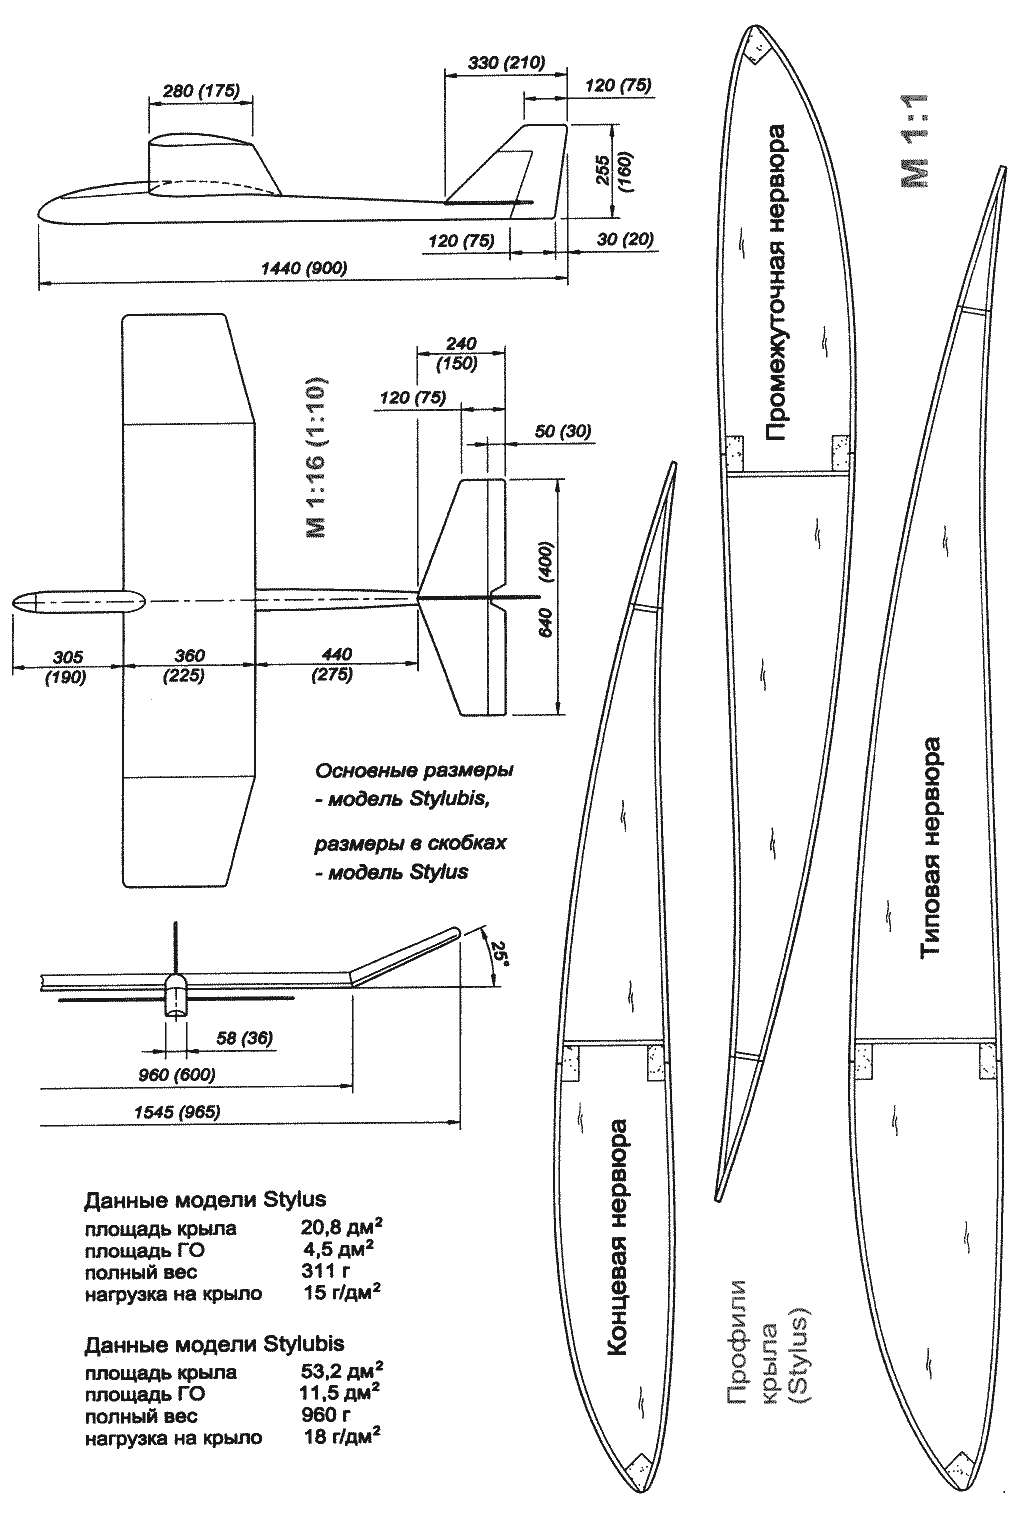 330 (210)
280 (175)
120 (75)
255
(160)
120 (75)
30 (20)
1440 (900)
М 1:1
Промежуточная нервюра
240
(150)
120 (75)
50 (30)
М 1:16 (1:10)
640 (400)
305
(190)
360
(225)
440
(275)
Основные размеры
- модель Stylubis,
размеры в скобках
- модель Stylus
Типовая нервюра
25°
58 (36)
960 (600)
1545 (965)
Концевая нервюра
Данные модели Stylus
площадь крыла 20,8 дм²
площадь ГО 4,5 дм²
полный вес 311 г
нагрузка на крыло 15 г/дм²
Профили
крыла
(Stylus)
Данные модели Stylubis
площадь крыла 53,2 дм²
площадь ГО 11,5 дм²
полный вес 960 г
нагрузка на крыло 18 г/дм²